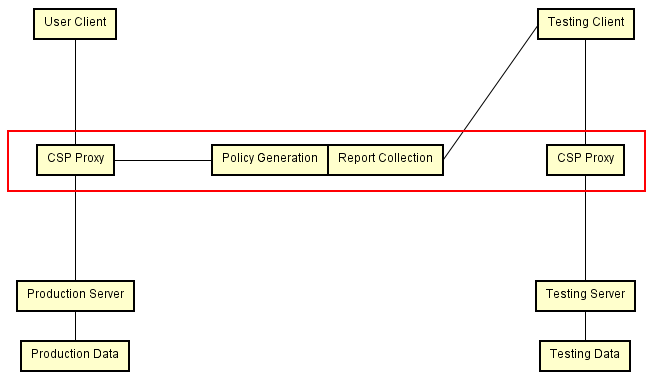 User Client
Testing Client
CSP Proxy
Policy Generation
Report Collection
CSP Proxy
Production Server
Testing Server
Production Data
Testing Data